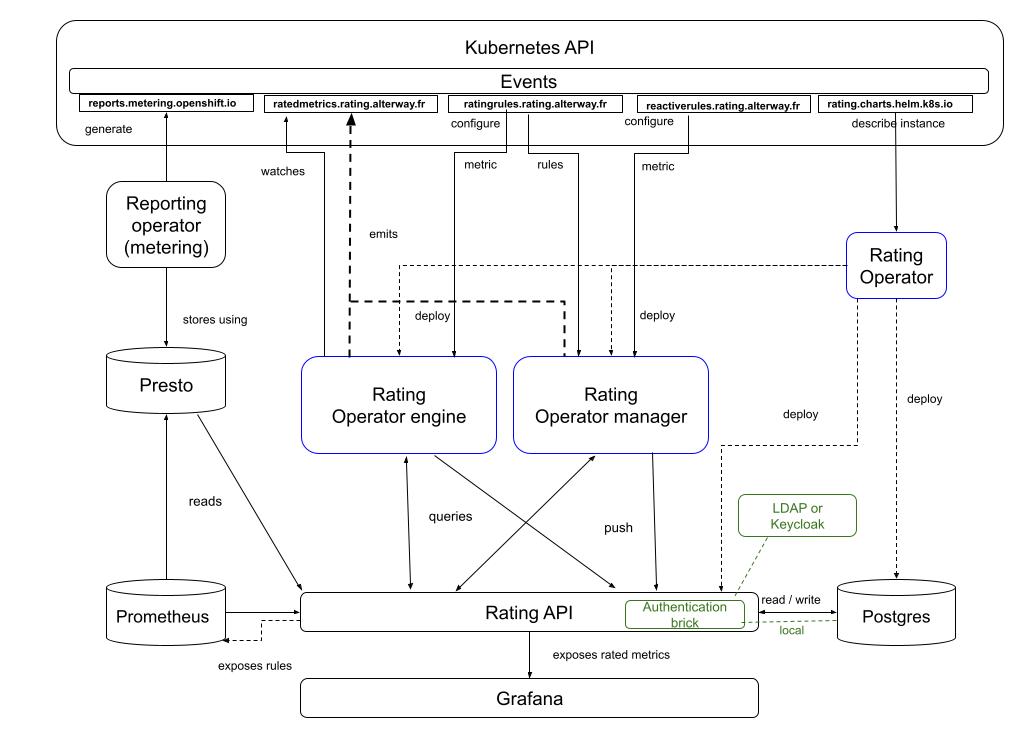 Kubernetes API
Events
reports.metering.openshift.io
ratedmetrics.rating.alterway.fr
ratingrules.rating.alterway.fr
reactiverules.rating.alterway.fr
rating.charts.helm.k8s.io
generate
configure
configure
describe instance
watches
metric
rules
metric
Reporting
operator
(metering)
emits
Rating
Operator
stores using
deploy
deploy
Presto
Rating
Operator engine
Rating
Operator manager
deploy
deploy
reads
queries
push
LDAP or
Keycloak
Prometheus
Rating API
Authentication
brick
read / write
local
Postgres
exposes rules
exposes rated metrics
Grafana